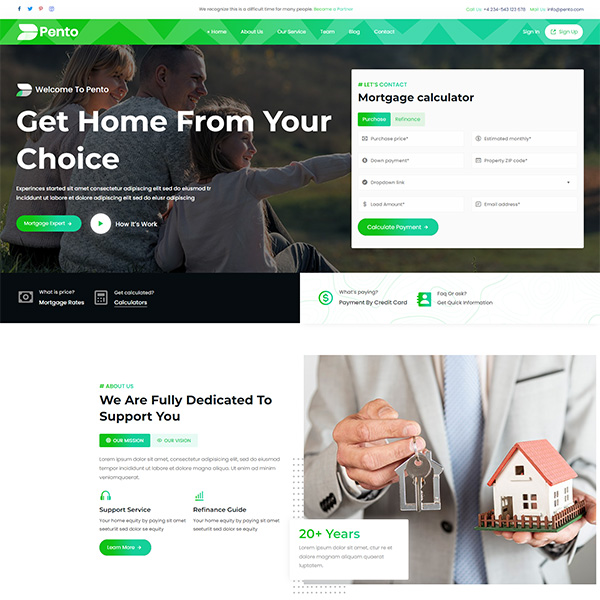 We recognize this is a difficult time for many people. Become a Partner
Call Us: +4 234-543 123 578 Mail Us: info@pento.com
Pento
+ Home About Us Our Service Team Blog Contact
Sign In Sign Up
Welcome To Pento
Get Home From Your
Choice
Experinces started sit amet consectetur adipiscing elit sed do eiusmod tr
inciddunt ut labore et dolore adipiscing elit sed do eiusr adipiscing
Mortgage Expert
How It's Work
# LET'S CONTACT
Mortgage calculator
Purchase Refinance
Purchase price* Estimated monthly*
Down payment* Property ZIP code*
Dropdown link
Lead Amount* Email address*
Calculate Payment
What is price?
Mortgage Rates
Get calculated?
Calculators
What's paying?
Payment By Credit Card
Faq Or ask?
Get Quick Information
# ABOUT US
We Are Fully Dedicated To
Support You
OUR MISSION OUR VISION
Lorem ipsum dolor sit amet, consectetur adipiscing elit, sed do eiusmod
tempor incididunt ut labore et dolore magna aliquo. Ut enim ad minim
veniomquaerat.
Support Service
Your home equity by paying sit amet
seeturlit sed dolor se equity.
Refinance Guide
Your home equity by paying sit amet
seeturlit sed dolor se equity.
Learn More
20+ Years
Lorem ipsum dolor sit amet, ctur re et
dolore magnam aliquam quaerat
luptatem.